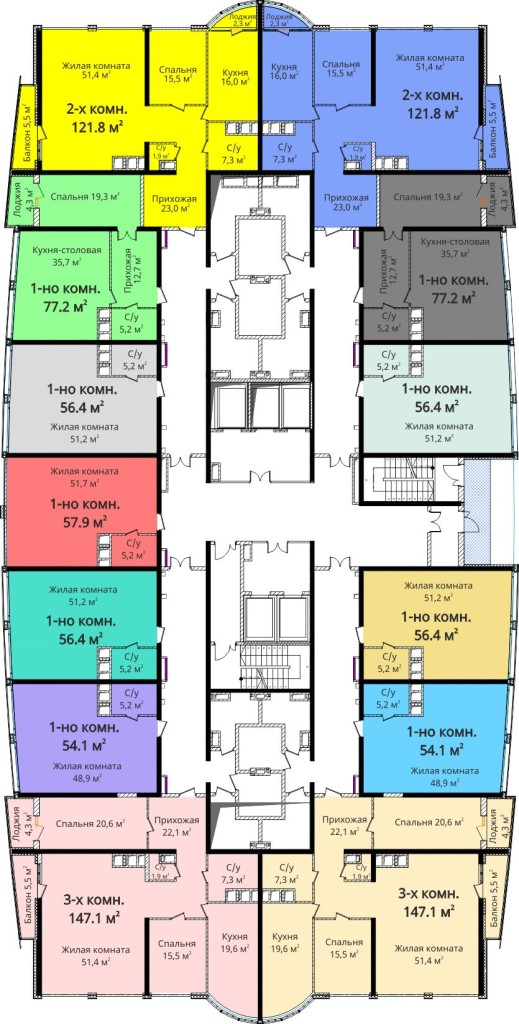 Лоджия
2,3 м²
Лоджия
2,3 м²
Жилая комната
51,4 м²
Спальня
15,5 м²
Кухня
16,0 м²
Кухня
16,0 м²
Спальня
15,5 м²
Жилая комната
51,4 м²
2-х комн.
121.8 м²
2-х комн.
121.8 м²
Балкон 5,5 м²
Балкон 5,5 м²
С/у
1,9 м²
С/у
7,3 м²
С/у
7,3 м²
С/у
1,9 м²
Лоджия
4,3 м²
Спальня 19,3 м²
Прихожая
23,0 м²
Прихожая
23,0 м²
Спальня 19,3 м²
Лоджия
4,3 м²
Кухня-столовая
35,7 м²
Прихожая
12,7 м²
1-но комн.
77.2 м²
С/у
5,2 м²
Кухня-столовая
35,7 м²
Прихожая
12,7 м²
1-но комн.
77.2 м²
С/у
5,2 м²
С/у
5,2 м²
1-но комн.
56.4 м²
Жилая комната
51,2 м²
С/у
5,2 м²
1-но комн.
56.4 м²
Жилая комната
51,2 м²
Жилая комната
51,7 м²
1-но комн.
57.9 м²
С/у
5,2 м²
Жилая комната
51,2 м²
1-но комн.
56.4 м²
С/у
5,2 м²
Жилая комната
51,2 м²
1-но комн.
56.4 м²
С/у
5,2 м²
С/у
5,2 м²
1-но комн.
54.1 м²
Жилая комната
48,9 м²
С/у
5,2 м²
1-но комн.
54.1 м²
Жилая комната
48,9 м²
Лоджия
4,3 м²
Спальня 20,6 м²
Прихожая
22,1 м²
Прихожая
22,1 м²
Спальня 20,6 м²
Лоджия
4,3 м²
Балкон 5,5 м²
С/у
1,9 м²
С/у
7,3 м²
С/у
7,3 м²
С/у
1,9 м²
Балкон 5,5 м²
3-х комн.
147.1 м²
3-х комн.
147.1 м²
Жилая комната
51,4 м²
Спальня
15,5 м²
Кухня
19,6 м²
Кухня
19,6 м²
Спальня
15,5 м²
Жилая комната
51,4 м²